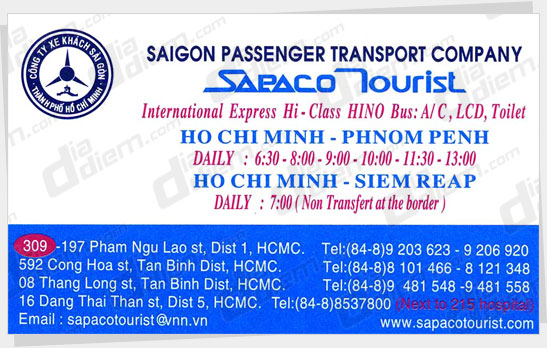 CÔNG TY XE KHÁCH SÀI GÒN
THÀNH PHỐ HỒ CHÍ MINH
SAIGON PASSENGER TRANSPORT COMPANY
SAPACO Tourist
International Express Hi - Class HINO Bus: A/C, LCD, Toilet
HO CHI MINH - PHNOM PENH
DAILY : 6:30 - 8:00 - 9:00 - 10:00 - 11:30 - 13:00
HO CHI MINH - SIEM REAP
DAILY : 7:00 ( Non Transfert at the border )
309 -197 Pham Ngu Lao st, Dist 1, HCMC. Tel:(84-8)9 203 623 - 9 206 920
592 Cong Hoa st, Tan Binh Dist, HCMC. Tel:(84-8)8 101 466 - 8 121 348
08 Thang Long st, Tan Binh Dist, HCMC. Tel:(84-8)9 481 548 -9 481 558
16 Dang Thai Than st, Dist 5, HCMC. Tel:(84-8)8537800 (Next to 215 hospital)
Email : sapacotourist@vnn.vn www.sapacotourist.com
diadiem.com